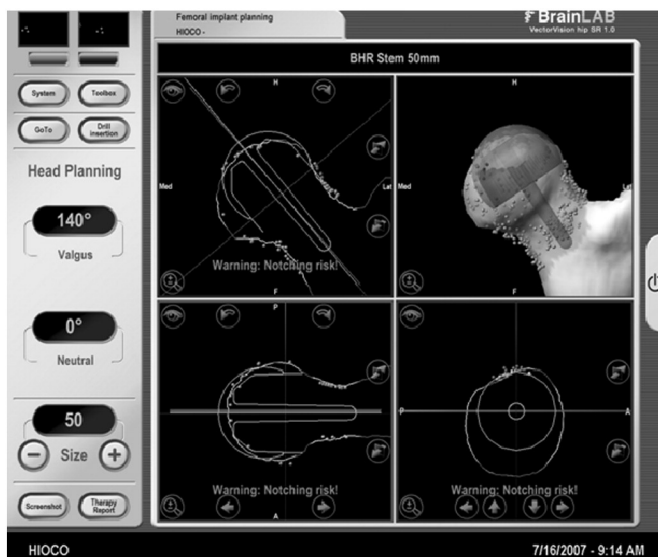 Femoral implant planning
HIOCO -
BrainLAB
VectorVision hip SR 1.0
BHR Stem 50mm
System
Toolbox
GoTo
Drill
insertion
Head Planning
140°
Valgus
0°
Neutral
50
Size
Screenshot
Therapy
Report
H
Med
Lat
Warning: Notching risk!
F
H
Med
Lat
F
P
Warning: Notching risk!
A
P
A
Warning: Notching risk!
HIOCO
7/16/2007 - 9:14 AM